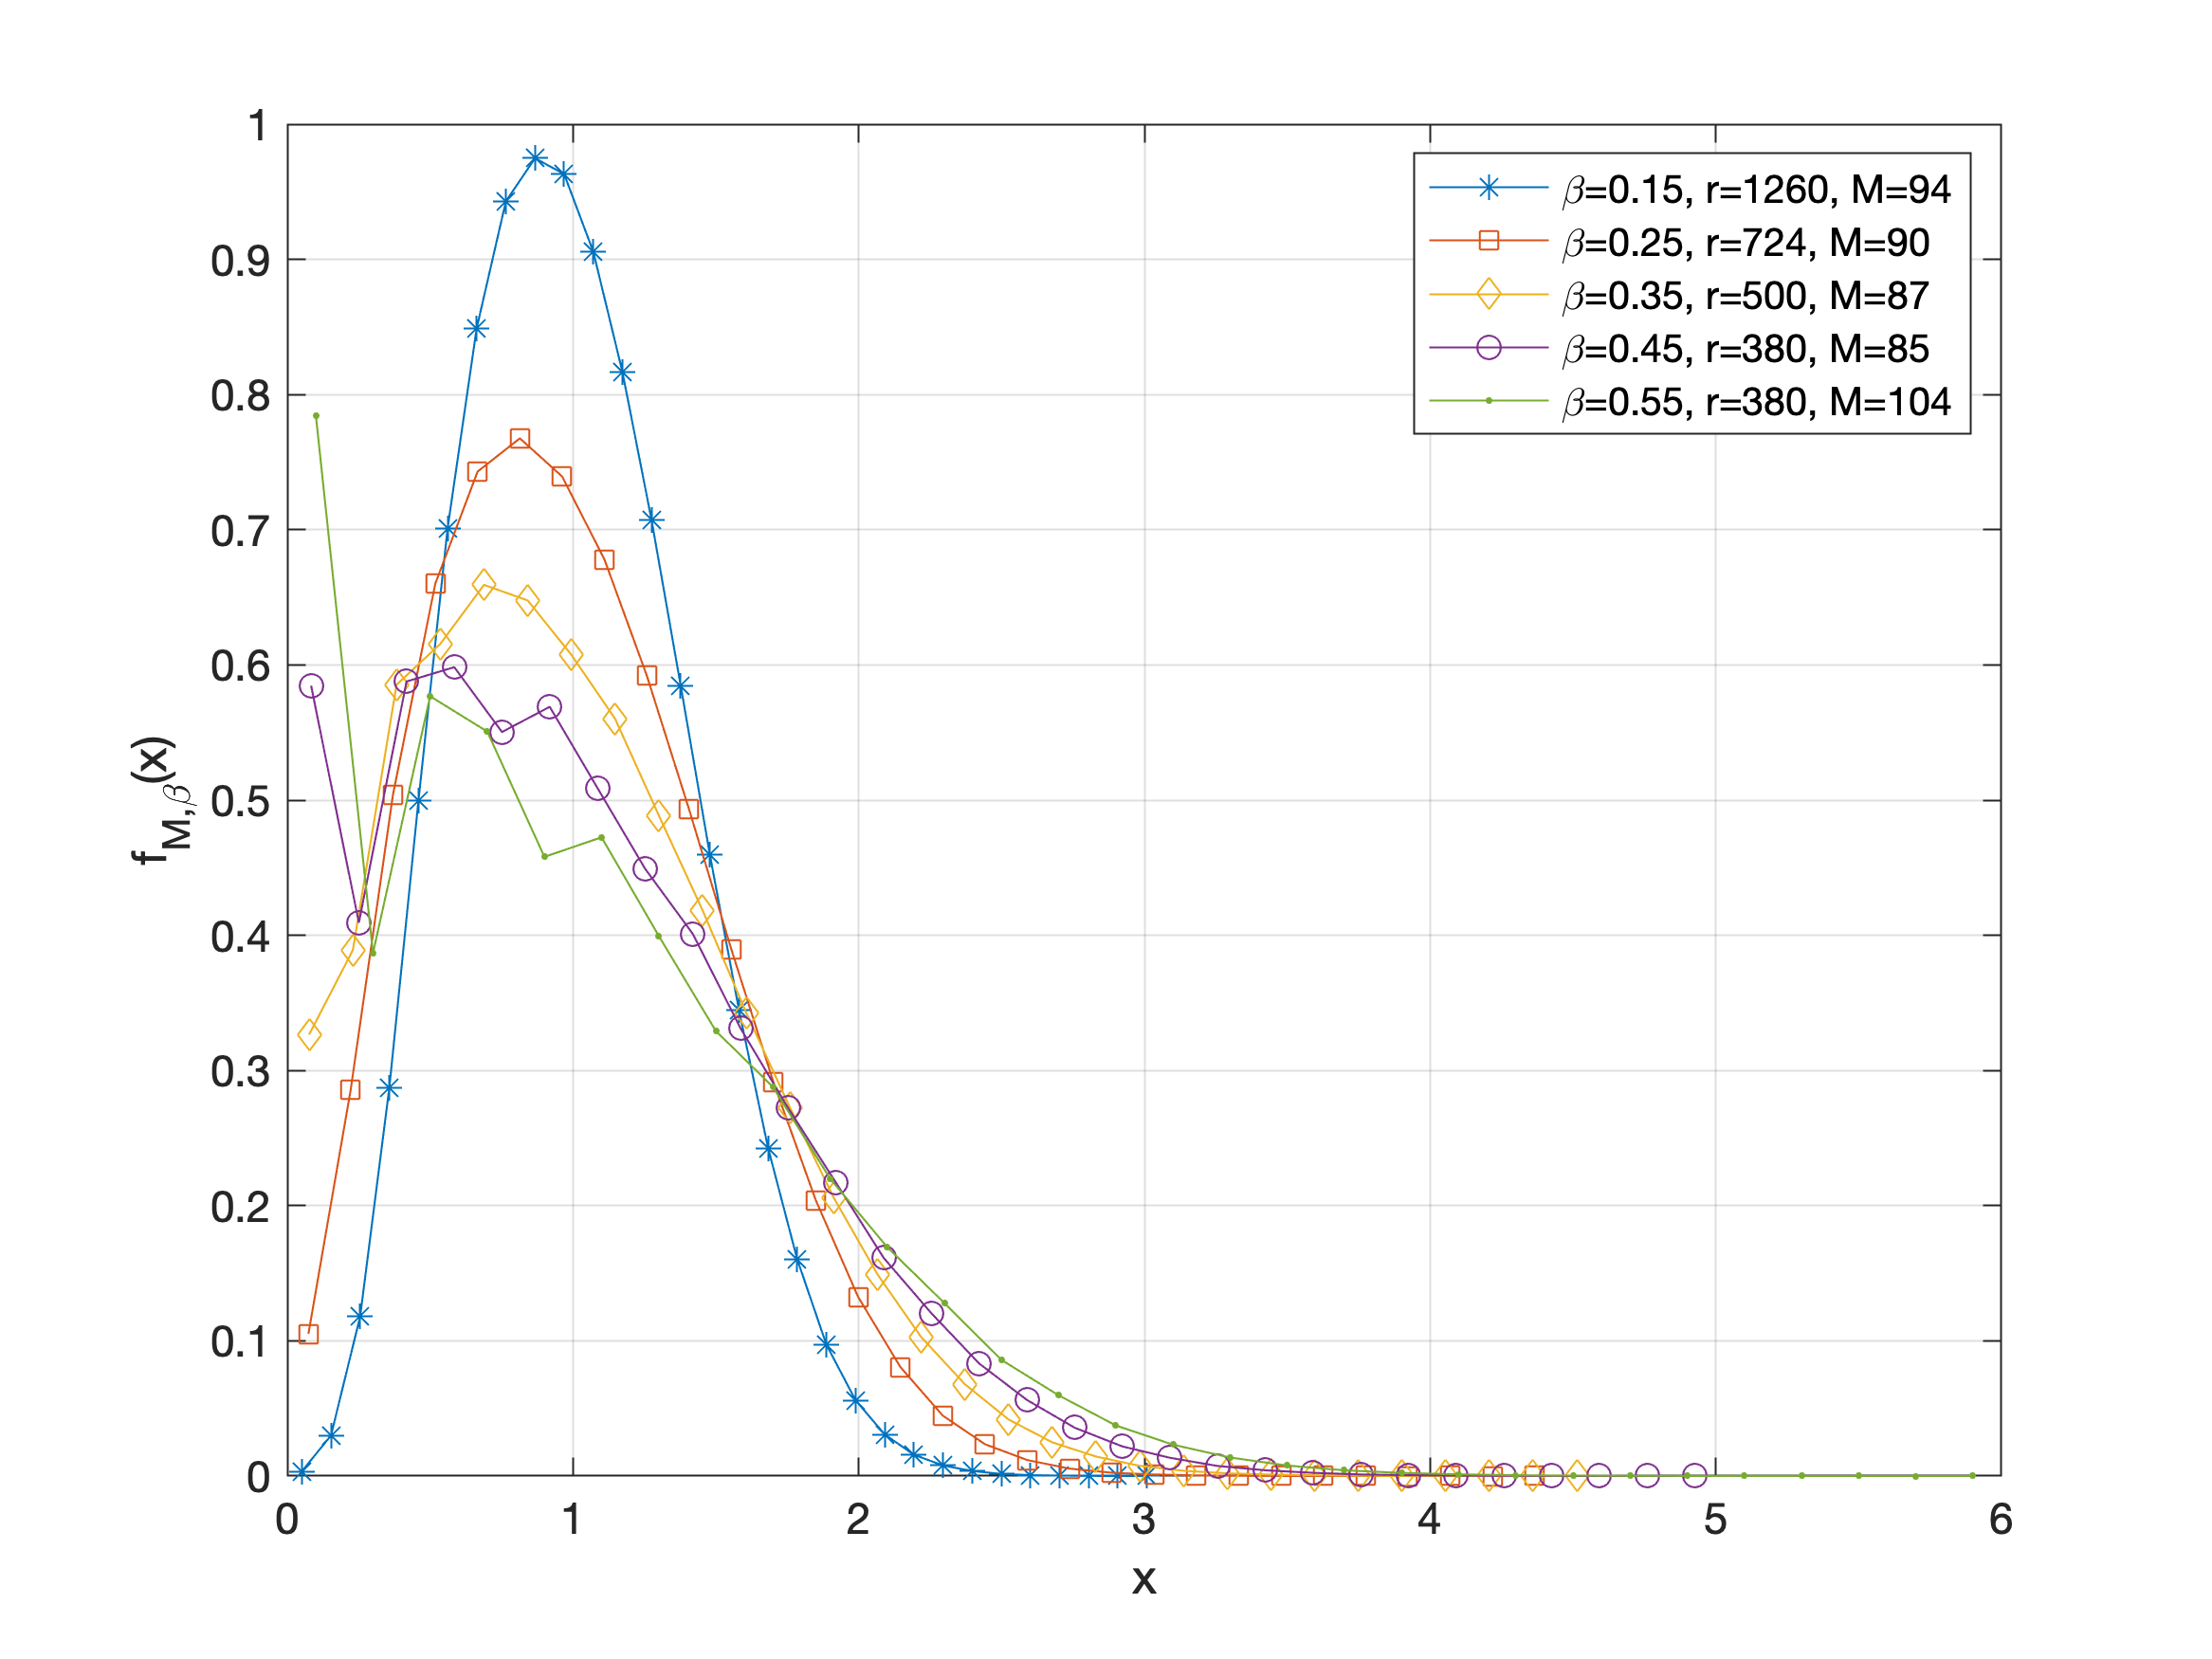 1
0.9
0.8
0.7
0.6
0.5
0.4
0.3
0.2
0.1
0
f_{M,β}(x)
0 1 2 3 4 5 6
x
β=0.15, r=1260, M=94
β=0.25, r=724, M=90
β=0.35, r=500, M=87
β=0.45, r=380, M=85
β=0.55, r=380, M=104